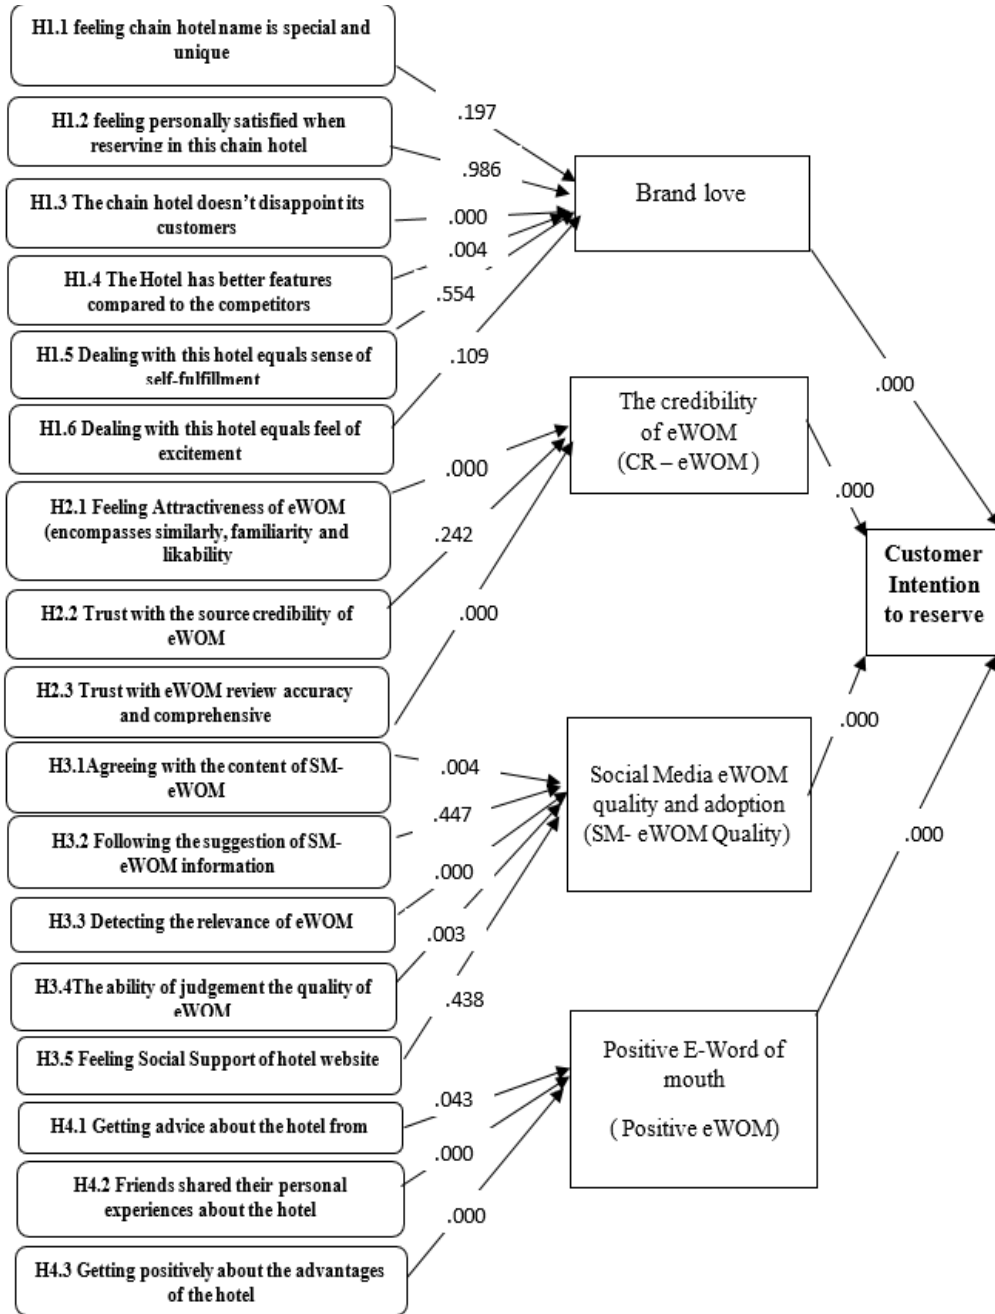 H1.1 feeling chain hotel name is special and
unique
.197
H1.2 feeling personally satisfied when
reserving in this chain hotel
.986
Brand love
H1.3 The chain hotel doesn't disappoint its
customers
.000
.004
H1.4 The Hotel has better features
compared to the competitors
.554
H1.5 Dealing with this hotel equals sense of
self-fulfillment
.109
.000
H1.6 Dealing with this hotel equals feel of
excitement
The credibility
of eWOM
(CR – eWOM )
.000
.000
H2.1 Feeling Attractiveness of eWOM
(encompasses similarly, familiarity and
likability
.242
Customer
Intention
to reserve
H2.2 Trust with the source credibility of
eWOM
.000
H2.3 Trust with eWOM review accuracy
and comprehensive
.000
H3.1Agreeing with the content of SM-
eWOM
.004
Social Media eWOM
quality and adoption
(SM- eWOM Quality)
H3.2 Following the suggestion of SM-
eWOM information
.447
.000
.000
H3.3 Detecting the relevance of eWOM
.003
H3.4The ability of judgement the quality of
eWOM
.438
H3.5 Feeling Social Support of hotel website
Positive E-Word of
mouth
( Positive eWOM)
.043
H4.1 Getting advice about the hotel from
.000
H4.2 Friends shared their personal
experiences about the hotel
.000
H4.3 Getting positively about the advantages
of the hotel